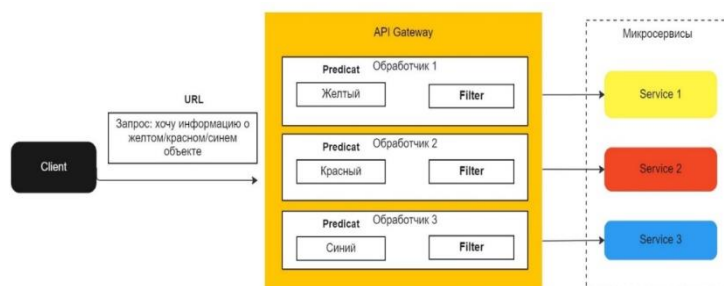 API Gateway
Микросервисы
Predicat
Обработчик 1
Желтый
Filter
Service 1
URL
Запрос: хочу информацию о
желтом/красном/синем
объекте
Client
Predicat
Обработчик 2
Красный
Filter
Service 2
Predicat
Обработчик 3
Синий
Filter
Service 3